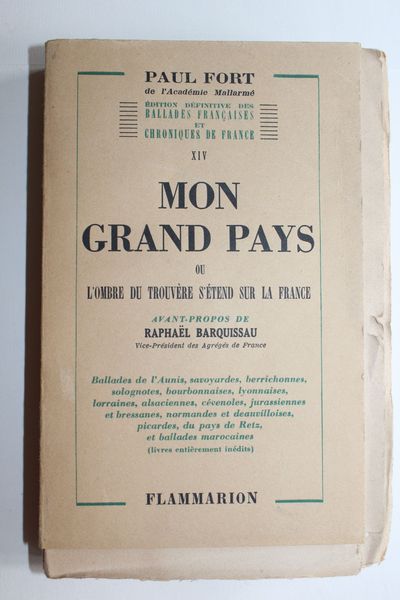 PAUL FORT
de l'Académie Mallarmé
ÉDITION DÉFINITIVE DES
BALLADES FRANÇAISES
ET
CHRONIQUES DE FRANCE
XIV
MON
GRAND PAYS
OU
L'OMBRE DU TROUVÈRE S'ÉTEND SUR LA FRANCE
AVANT-PROPOS DE
RAPHAËL BARQUISSAU
Vice-Président des Agrégés de France
Ballades de l'Aunis, savoyardes, berrichonnes,
solognotes, bourbonnaises, lyonnaises,
lorraines, alsaciennes, cévenoles, jurassiennes
et bressanes, normandes et deauvilloises,
picardes, du pays de Retz,
et ballades marocaines
(livres entièrement inédits)
FLAMMARION